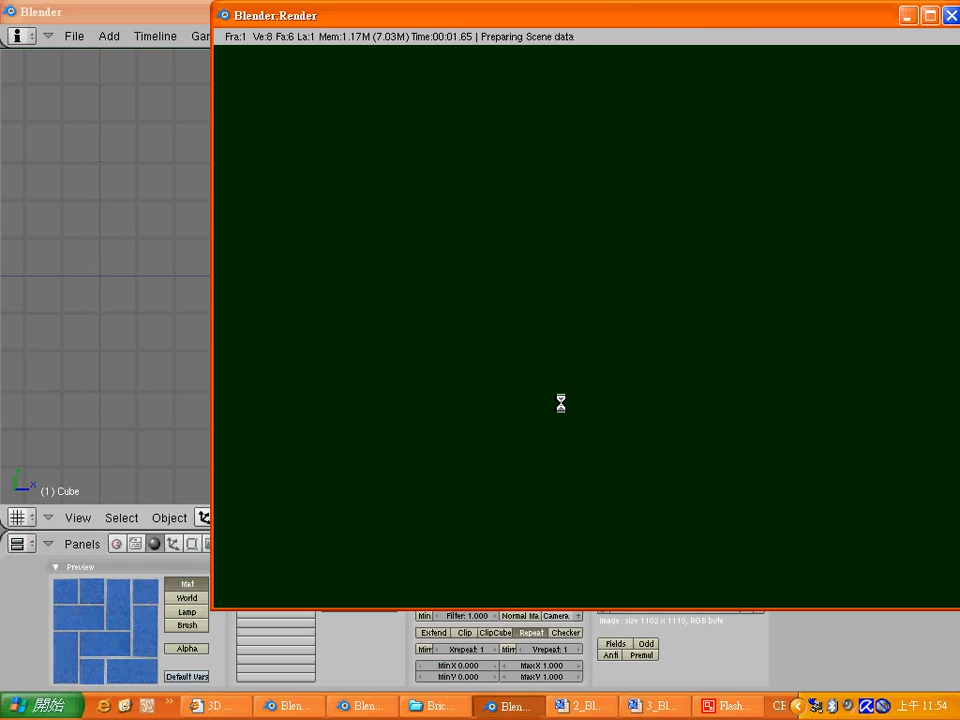 Blender
Blender:Render
File Add Timeline Gar
Fra:1 Ve:8 Fa:6 La:1 Mem:1.17M (7.03M) Time:00:01.65 | Preparing Scene data
x
(1) Cube
View Select Object
Panels
Preview
Mat
World
Lamp
Brush
Alpha
Default Vars
Min Filter: 1.000 Normal Ma Camera
Extend Clip ClipCube Repeat Checker
Mirr Xrepeat: 1 Mirr Yrepeat: 1
MinX 0.000 MaxX 1.000
MinY 0.000 MaxY 1.000
Image : size 1102 x 1110, RGB byte
Fields Odd
Anti Premul
開始 » 3D ... Blen... Blen... Bric... Blen... 2_Bl... 3_Bl... Flash... CE 上午 11:54